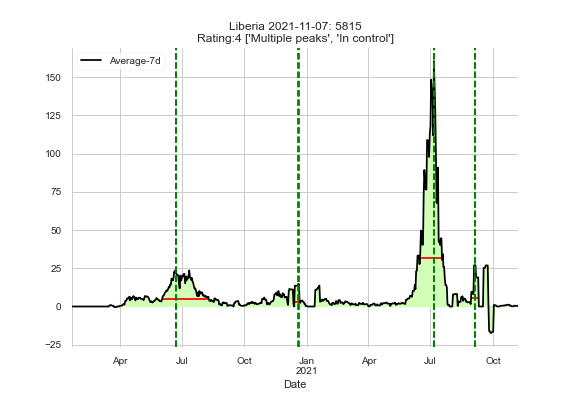 Liberia 2021-11-07: 5815
Rating:4 ['Multiple peaks', 'In control']
Average-7d
150
125
100
75
50
25
0
−25
Apr Jul Oct Jan Apr Jul Oct
2021
Date